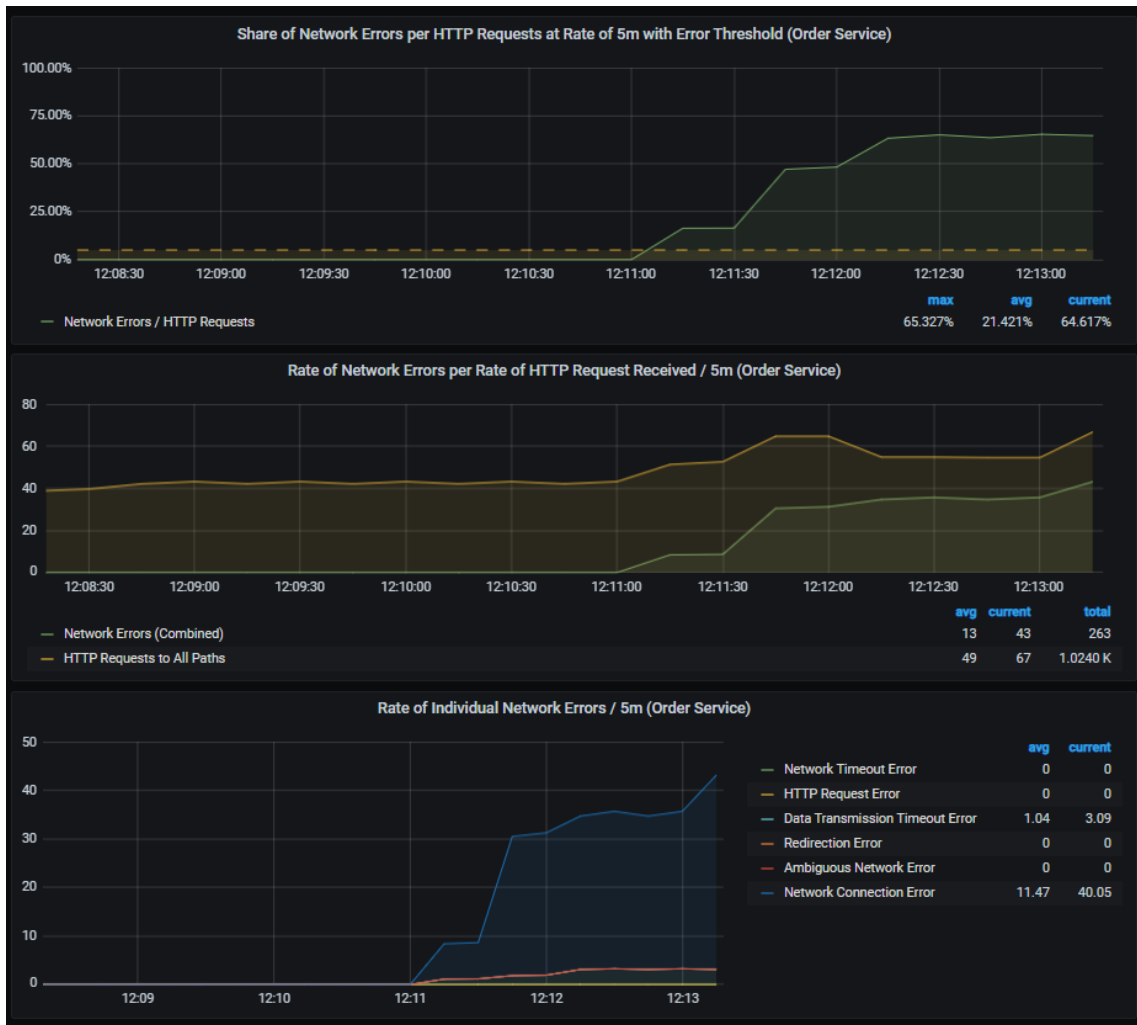 Share of Network Errors per HTTP Requests at Rate of 5m with Error Threshold (Order Service)
100.00%
75.00%
50.00%
25.00%
0%
12:08:30 12:09:00 12:09:30 12:10:00 12:10:30 12:11:00 12:11:30 12:12:00 12:12:30 12:13:00
max avg current
Network Errors / HTTP Requests 65.327% 21.421% 64.617%
Rate of Network Errors per Rate of HTTP Request Received / 5m (Order Service)
80
60
40
20
0
12:08:30 12:09:00 12:09:30 12:10:00 12:10:30 12:11:00 12:11:30 12:12:00 12:12:30 12:13:00
avg current total
Network Errors (Combined) 13 43 263
HTTP Requests to All Paths 49 67 1.0240 K
Rate of Individual Network Errors / 5m (Order Service)
50
40
30
20
10
0
12:09 12:10 12:11 12:12 12:13
avg current
Network Timeout Error 0 0
HTTP Request Error 0 0
Data Transmission Timeout Error 1.04 3.09
Redirection Error 0 0
Ambiguous Network Error 0 0
Network Connection Error 11.47 40.05